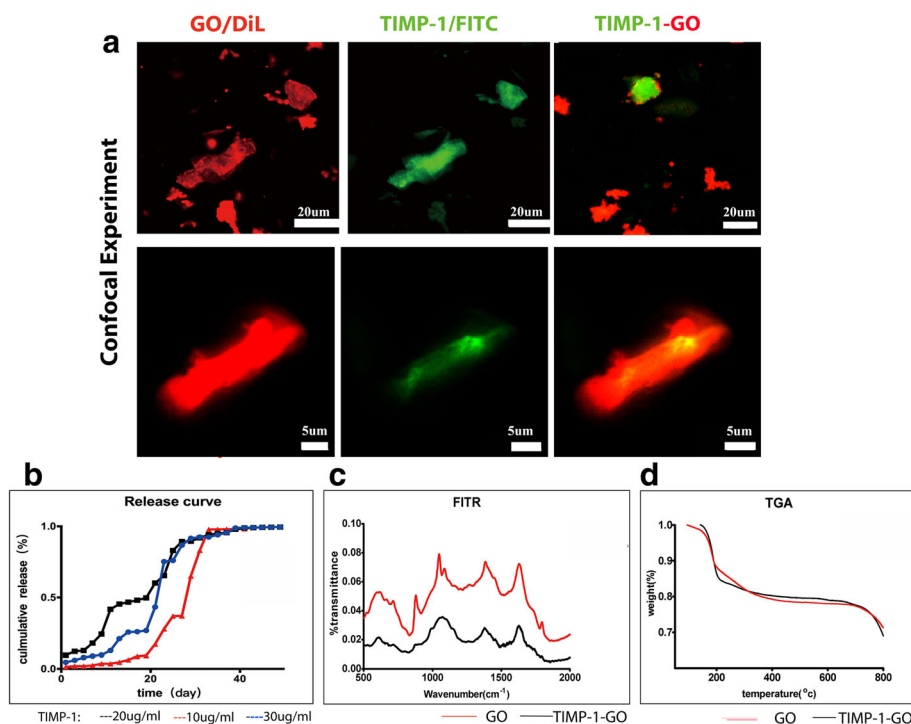 GO/DiL TIMP-1/FITC TIMP-1-GO
a
Confocal Experiment
20um 20um 20um
5um 5um 5um
b c d
Release curve
culmulative release (%)
1.0
0.5
0.0
0 10 20 30 40
time (day)
TIMP-1: ---20ug/ml ---10ug/ml ---30ug/ml
FITR
%transmittance
0.10
0.08
0.06
0.04
0.02
0.00
500 1000 1500 2000
Wavenumber(cm-1)
GO TIMP-1-GO
TGA
weight(%)
1.0
0.9
0.8
0.7
200 400 600 800
temperature(°c)
GO TIMP-1-GO